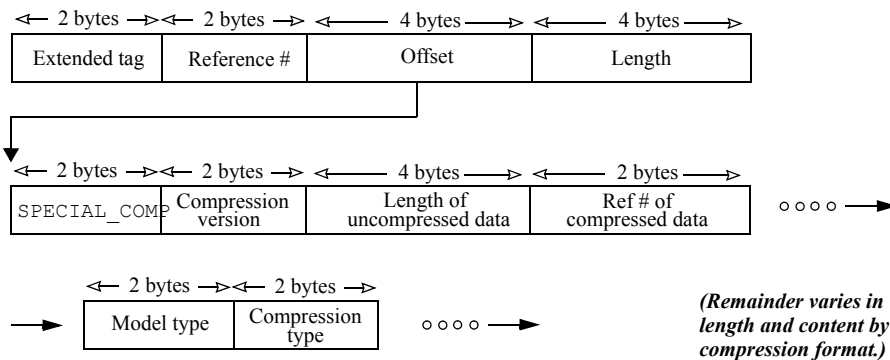 2 bytes 2 bytes 4 bytes 4 bytes
Extended tag Reference # Offset Length
2 bytes 2 bytes 4 bytes 2 bytes
SPECIAL_COMP Compression version Length of uncompressed data Ref # of compressed data
2 bytes 2 bytes
Model type Compression type
(Remainder varies in
length and content by
compression format.)